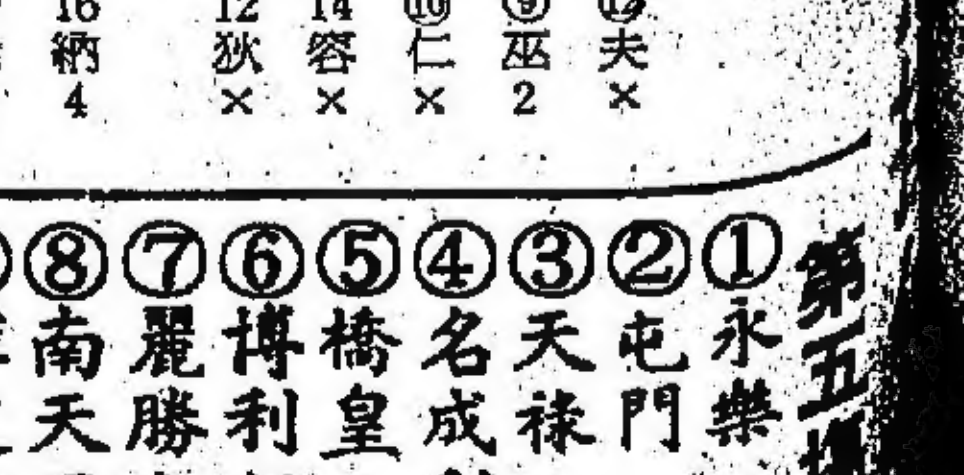 ⑨
16 12 14 ⑩
納 狄 容 仁 巫 夫
4 × × × 2 ×
第五
①永樂
②屯門
③天祿
④名成
⑤橋皇
⑥博利
⑦麗勝
⑧南天